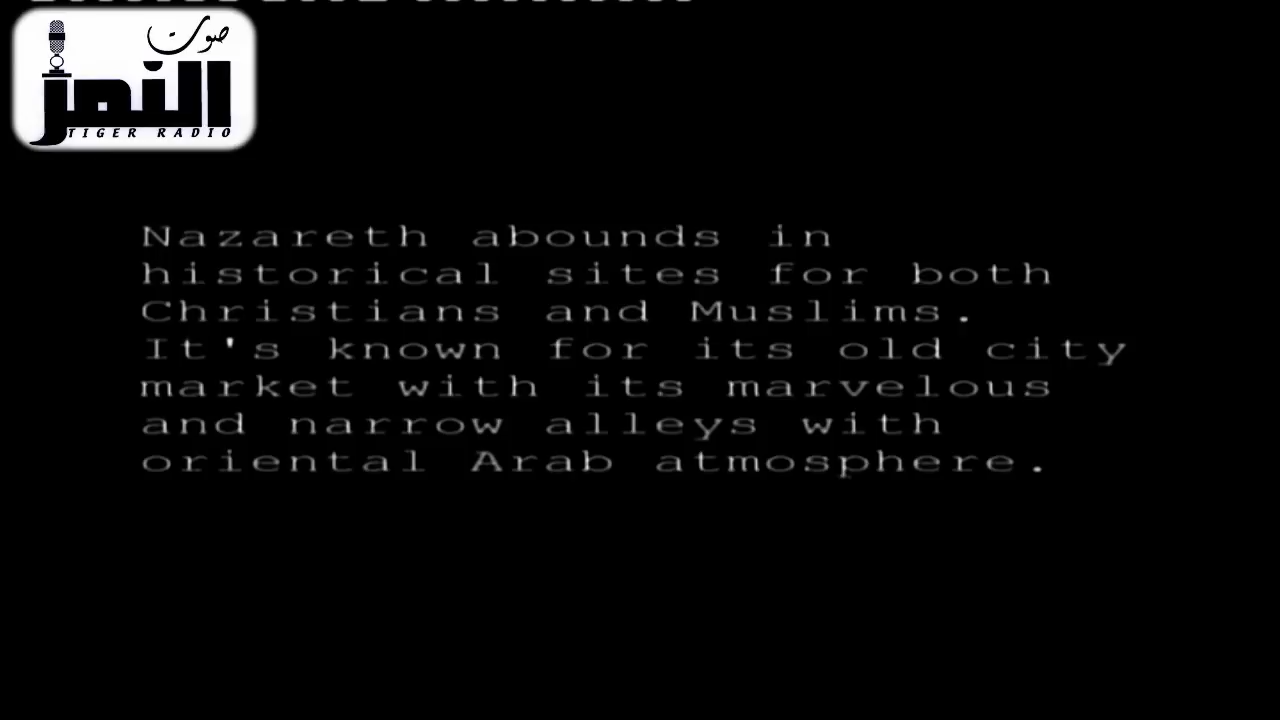 صوت
النمر
TIGER RADIO
Nazareth abounds in
historical sites for both
Christians and Muslims.
It's known for its old city
market with its marvelous
and narrow alleys with
oriental Arab atmosphere.